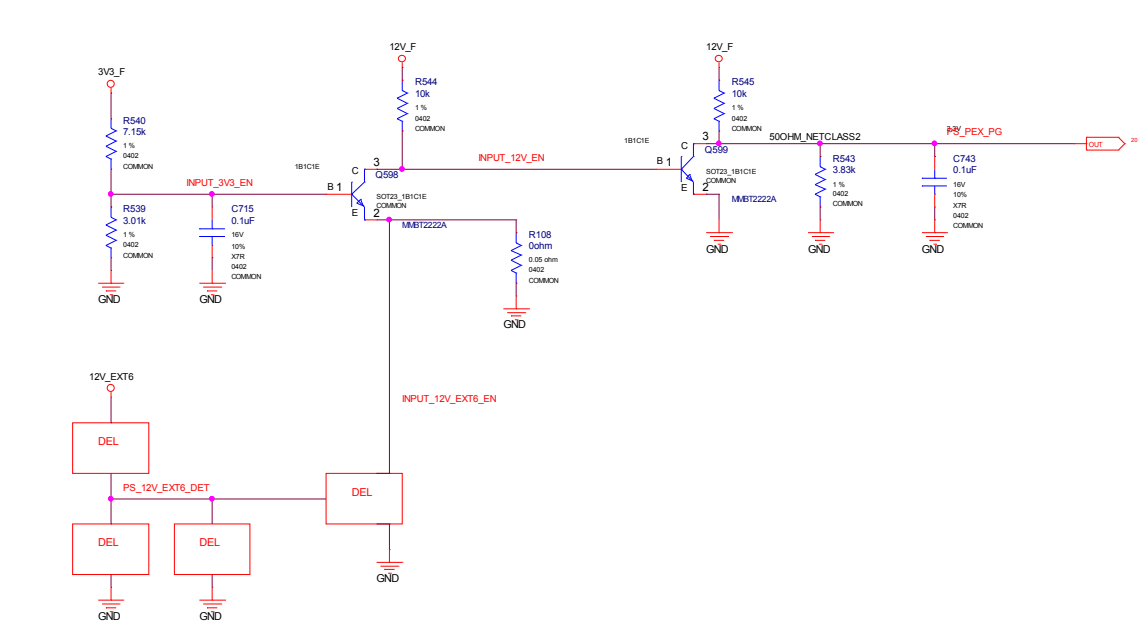 12V_F
12V_F
3V3_F
R544
10k
1 %
0402
COMMON
R545
10k
1 %
0402
COMMON
R540
7.15k
1 %
0402
COMMON
50OHM_NETCLASS2
3.3V
PS_PEX_PG
OUT
20
1B1C1E
3
C
Q599
B 1
E
2
SOT23_1B1C1E
COMMON
MMBT2222A
INPUT_12V_EN
1B1C1E
3
C
Q598
B 1
E
2
SOT23_1B1C1E
COMMON
MMBT2222A
R543
3.83k
1 %
0402
COMMON
C743
0.1uF
16V
10%
X7R
0402
COMMON
INPUT_3V3_EN
R539
3.01k
1 %
0402
COMMON
C715
0.1uF
16V
10%
X7R
0402
COMMON
R108
0ohm
0.05 ohm
0402
COMMON
GND
GND
GND
GND
GND
GND
12V_EXT6
INPUT_12V_EXT6_EN
DEL
PS_12V_EXT6_DET
DEL
DEL
DEL
GND
GND
GND